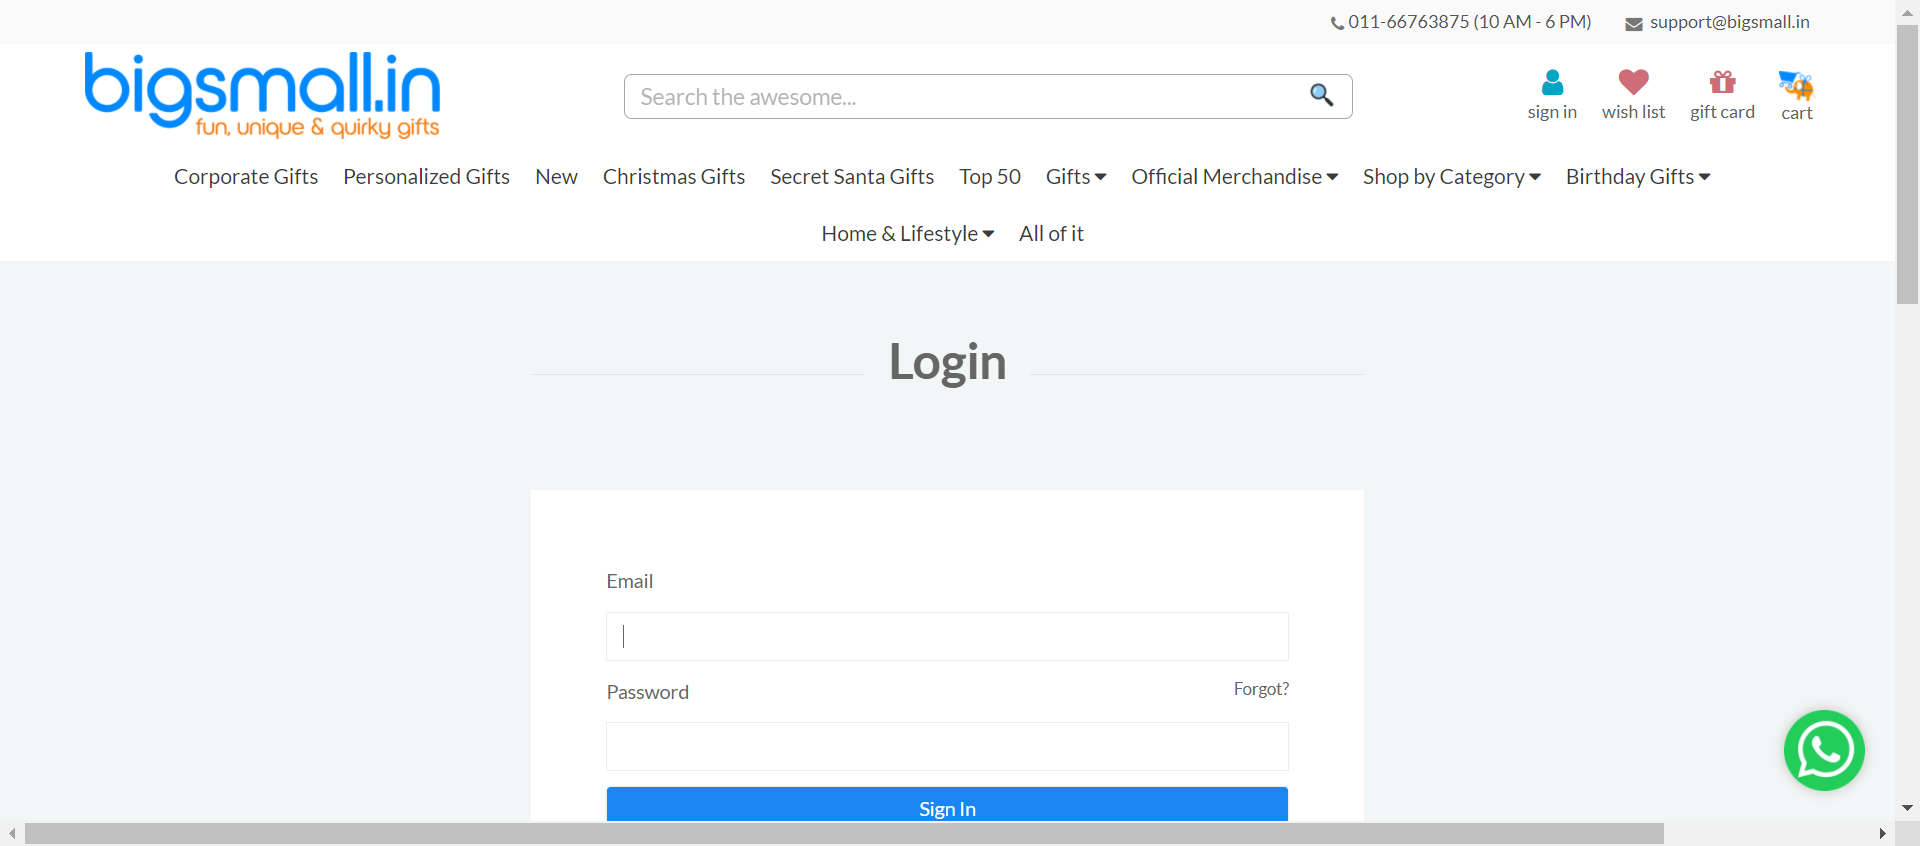 011-66763875 (10 AM - 6 PM) support@bigsmall.in
bigsmall.in
fun, unique & quirky gifts
Search the awesome...
sign in wish list gift card cart
Corporate Gifts Personalized Gifts New Christmas Gifts Secret Santa Gifts Top 50 Gifts Official Merchandise Shop by Category Birthday Gifts
Home & Lifestyle All of it
Login
Email
Password Forgot?
Sign In